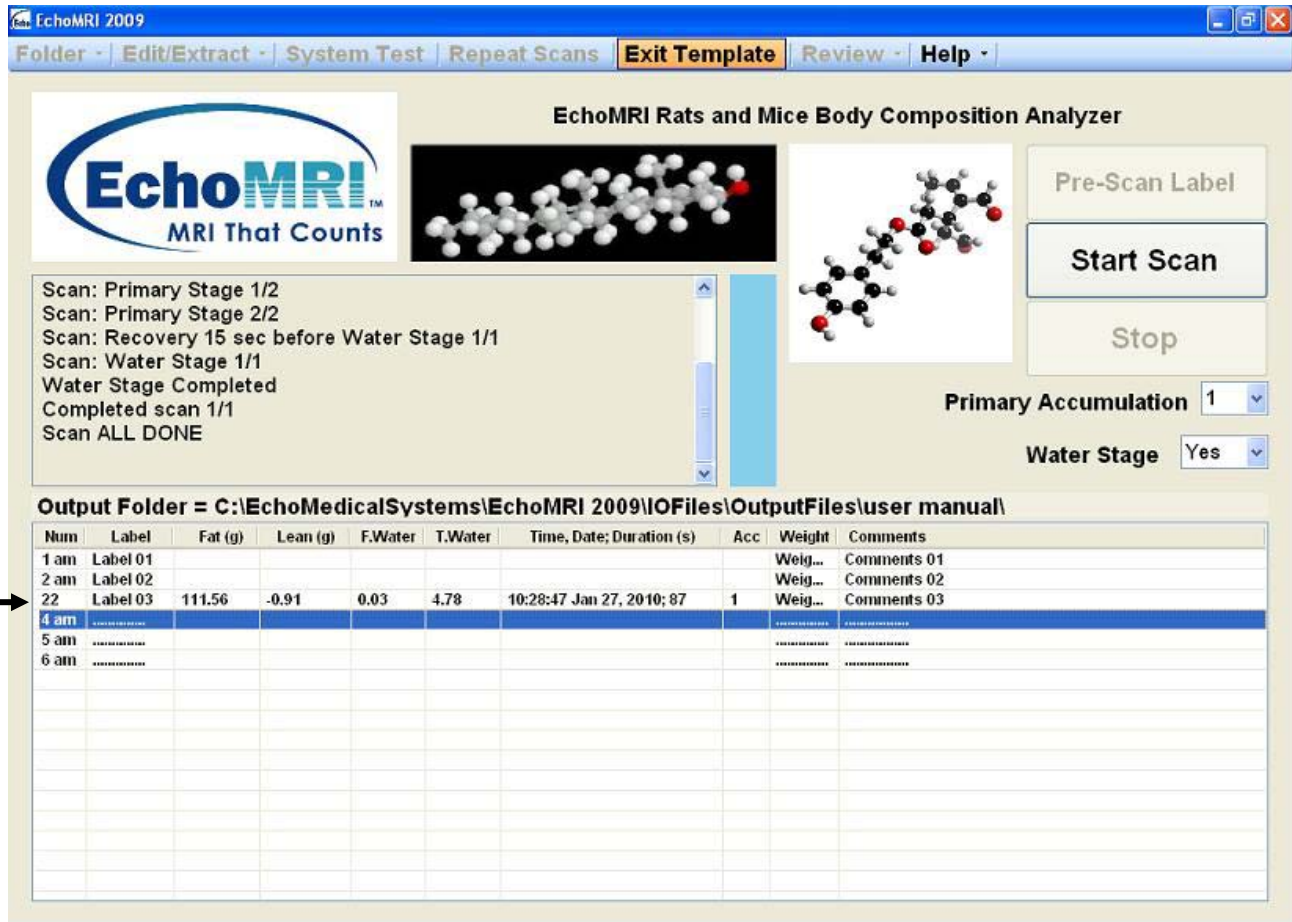 EchoMRI 2009
Folder Edit/Extract System Test Repeat Scans Exit Template Review Help
EchoMRI Rats and Mice Body Composition Analyzer
EchoMRI™
MRI That Counts
Pre-Scan Label
Start Scan
Stop
Scan: Primary Stage 1/2
Scan: Primary Stage 2/2
Scan: Recovery 15 sec before Water Stage 1/1
Scan: Water Stage 1/1
Water Stage Completed
Completed scan 1/1
Scan ALL DONE
Primary Accumulation 1
Water Stage Yes
Output Folder = C:\EchoMedicalSystems\EchoMRI 2009\IOFiles\OutputFiles\user manual\
Num Label Fat (g) Lean (g) F.Water T.Water Time, Date; Duration (s) Acc Weight Comments
1 am Label 01 Weig... Comments 01
2 am Label 02 Weig... Comments 02
22 Label 03 111.56 -0.91 0.03 4.78 10:28:47 Jan 27, 2010; 87 1 Weig... Comments 03
4 am .............. .............. .................
5 am .............. .............. .................
6 am .............. .............. .................